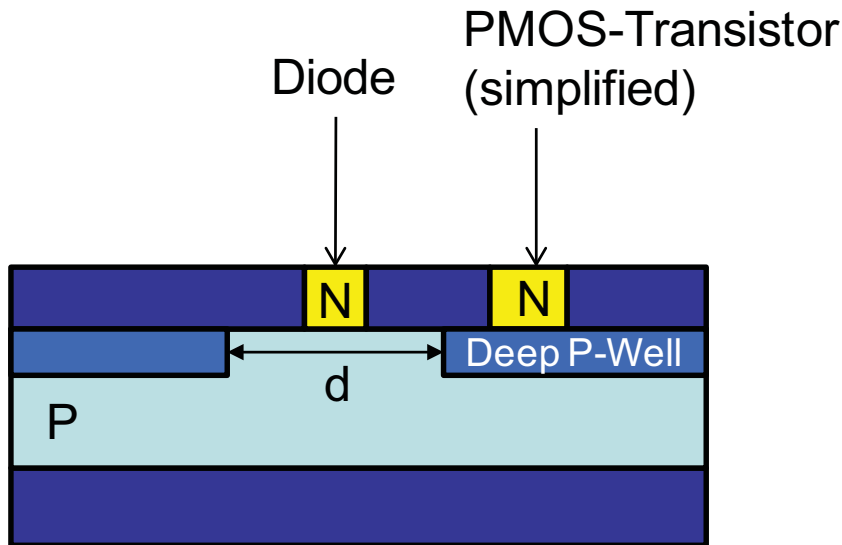 PMOS-Transistor
(simplified)
Diode
N
N
Deep P-Well
d
P